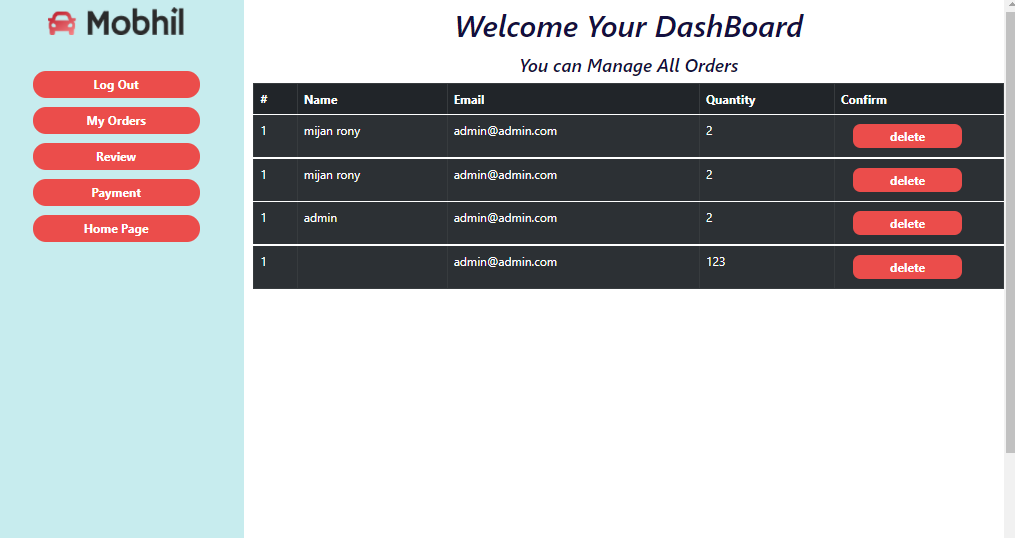 Mobhil
Log Out
My Orders
Review
Payment
Home Page
Welcome Your DashBoard
You can Manage All Orders
# Name Email Quantity Confirm
1 mijan rony admin@admin.com 2 delete
1 mijan rony admin@admin.com 2 delete
1 admin admin@admin.com 2 delete
1 admin@admin.com 123 delete